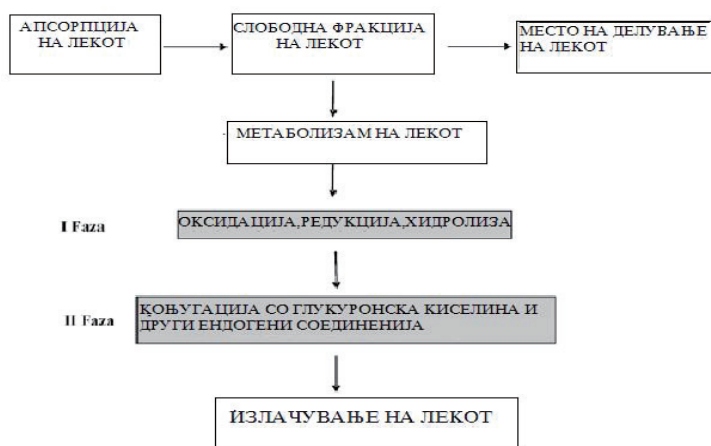 АПСОРПЦИЈА
НА ЛЕКОТ
СЛОБОДНА ФРАКЦИЈА
НА ЛЕКОТ
МЕСТО НА ДЕЛУВАЊЕ
НА ЛЕКОТ
МЕТАБОЛИЗАМ НА ЛЕКОТ
I Faza
ОКСИДАЦИЈА,РЕДУКЦИЈА,ХИДРОЛИЗА
II Faza
КОЊУГАЦИЈА СО ГЛУКУРОНСКА КИСЕЛИНА И
ДРУГИ ЕНДОГЕНИ СОЕДИНЕНИЈА
ИЗЛАЧУВАЊЕ НА ЛЕКОТ